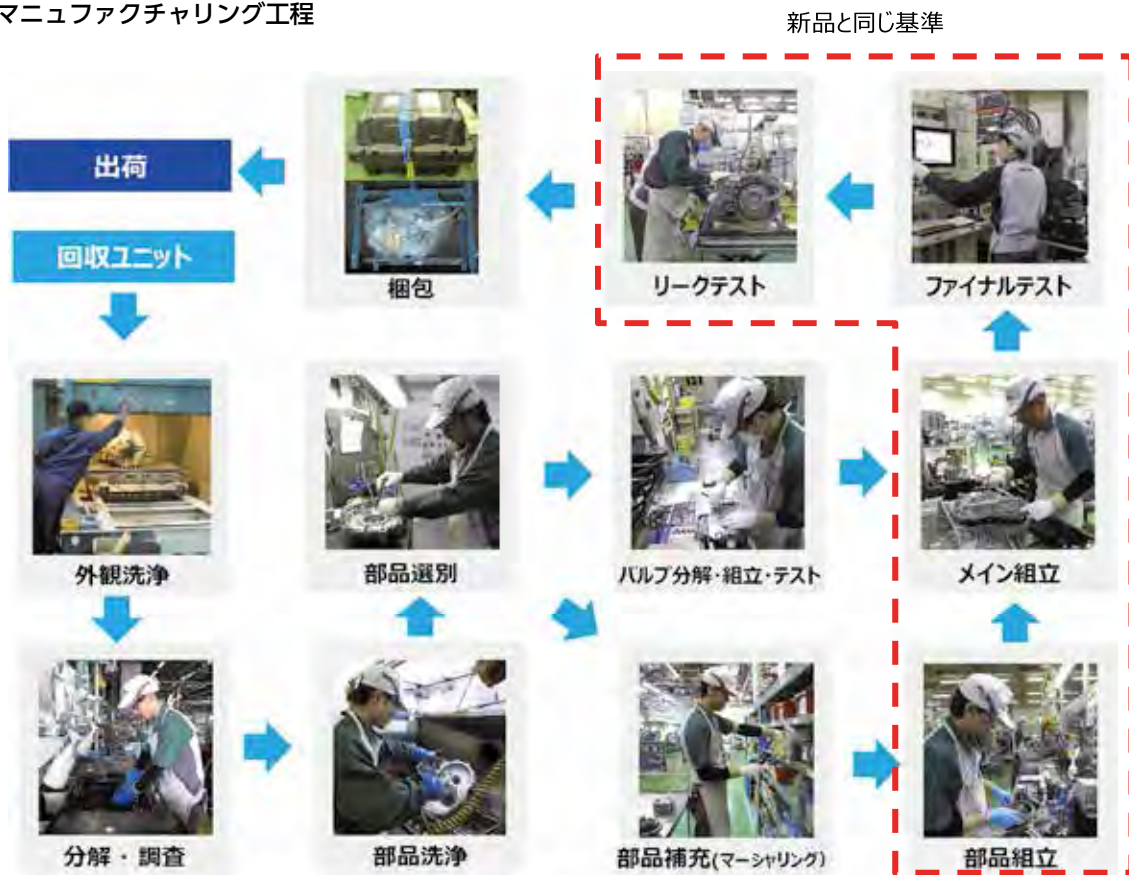 マニュファクチャリング工程
新品と同じ基準
出荷
回収ユニット
梱包
リークテスト
ファイナルテスト
外観洗浄
部品選別
バルブ分解・組立・テスト
メイン組立
分解・調査
部品洗浄
部品補充(マーシャリング)
部品組立